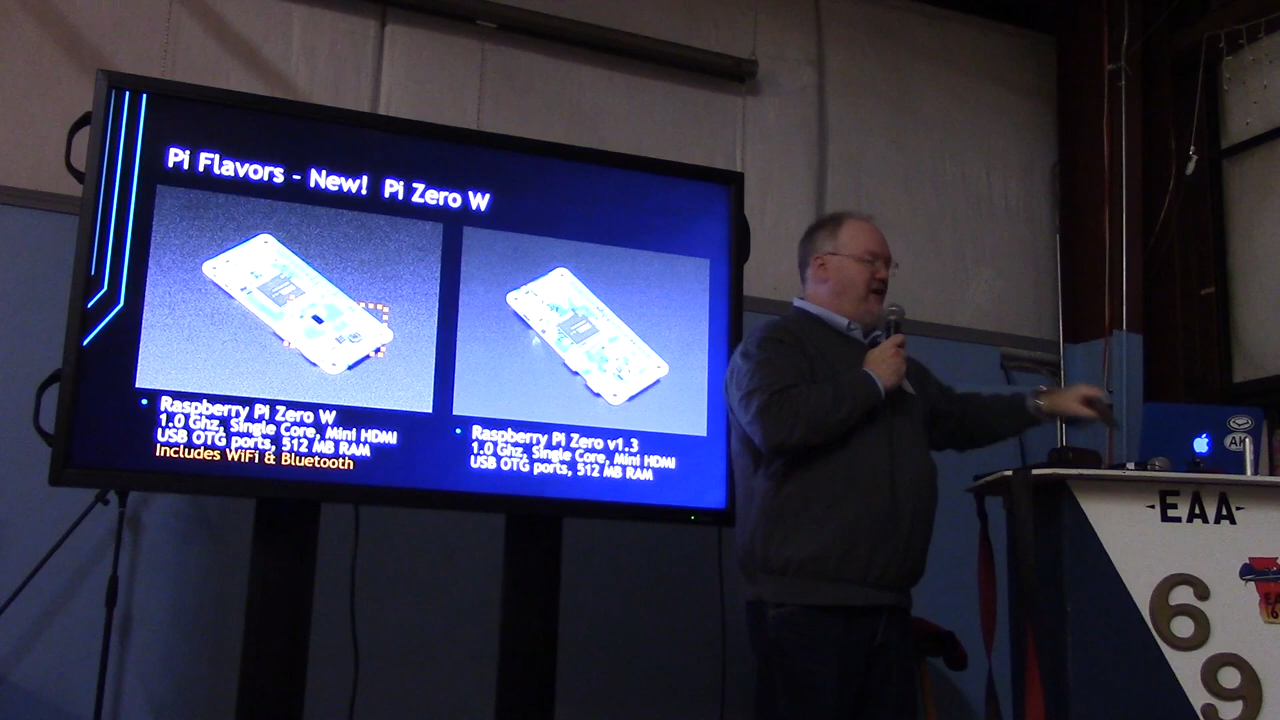 Pi Flavors - New! Pi Zero W
Raspberry Pi Zero W
1.0 Ghz, Single Core, Mini HDMI
USB OTG ports, 512 MB RAM
Includes WiFi & Bluetooth
Raspberry Pi Zero v1.3
1.0 Ghz, Single Core, Mini HDMI
USB OTG ports, 512 MB RAM
AK
EAA
69